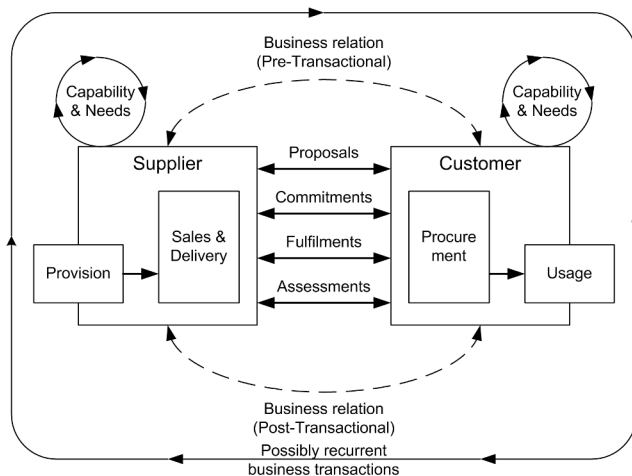 Business relation
(Pre-Transactional)
Capability
& Needs
Capability
& Needs
Supplier
Proposals
Customer
Commitments
Sales &
Delivery
Procure
ment
Fulfilments
Provision
Usage
Assessments
Business relation
(Post-Transactional)
Possibly recurrent
business transactions